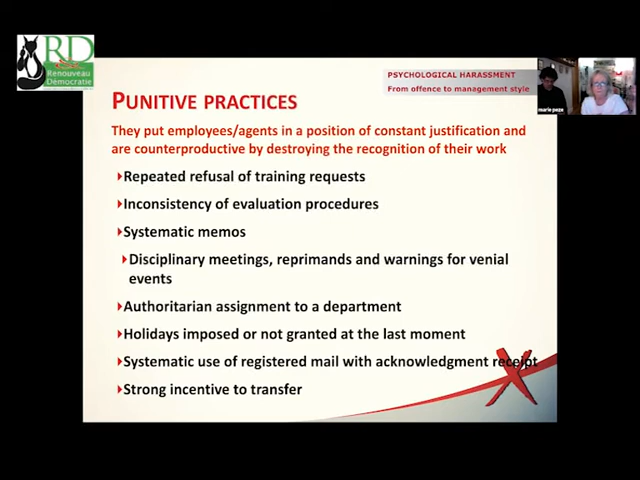 RD
Renouveau
Démocratie
PSYCHOLOGICAL HARASSMENT
From offence to management style
marie peze
PUNITIVE PRACTICES
They put employees/agents in a position of constant justification and
are counterproductive by destroying the recognition of their work
Repeated refusal of training requests
Inconsistency of evaluation procedures
Systematic memos
Disciplinary meetings, reprimands and warnings for venial
events
Authoritarian assignment to a department
Holidays imposed or not granted at the last moment
Systematic use of registered mail with acknowledgment receipt
Strong incentive to transfer